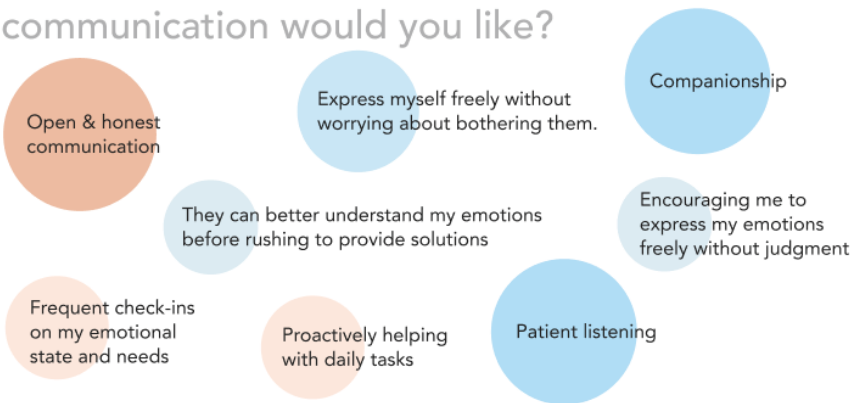 communication would you like?
Open & honest
communication
Express myself freely without
worrying about bothering them.
Companionship
They can better understand my emotions
before rushing to provide solutions
Encouraging me to
express my emotions
freely without judgment
Frequent check-ins
on my emotional
state and needs
Proactively helping
with daily tasks
Patient listening